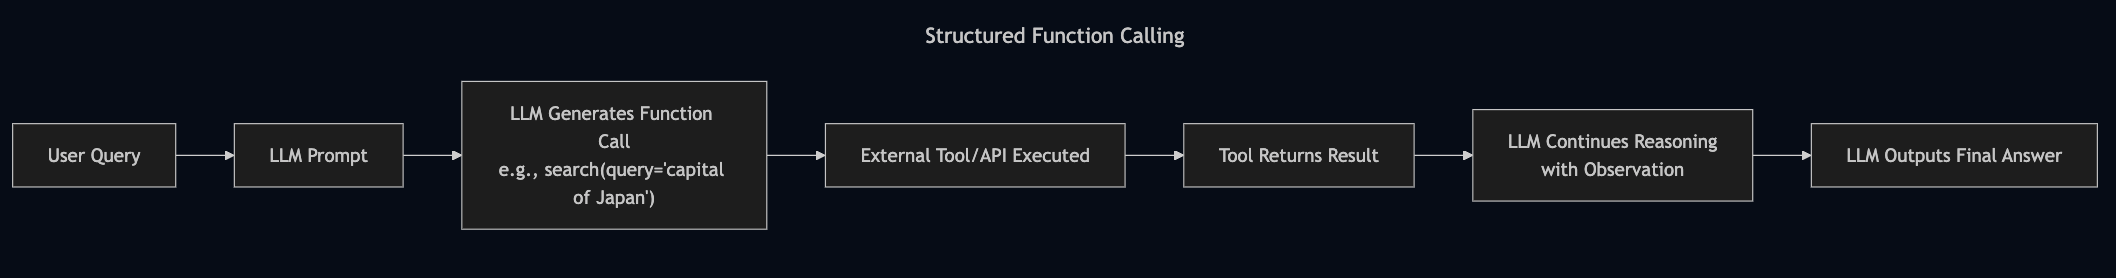 Structured Function Calling
User Query
LLM Prompt
LLM Generates Function
Call
e.g., search(query='capital
of Japan')
External Tool/API Executed
Tool Returns Result
LLM Continues Reasoning
with Observation
LLM Outputs Final Answer